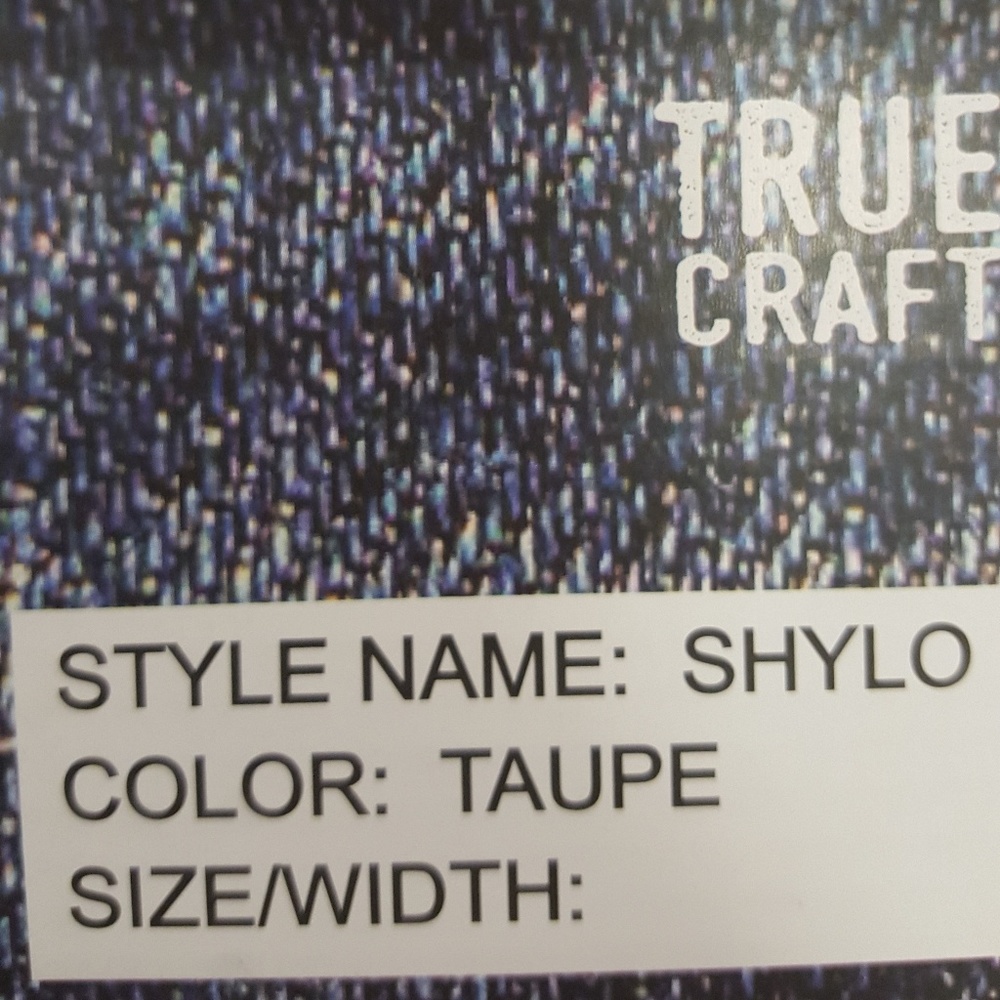 TRUE
CRAFT
STYLE NAME: SHYLO
COLOR: TAUPE
SIZE/WIDTH: